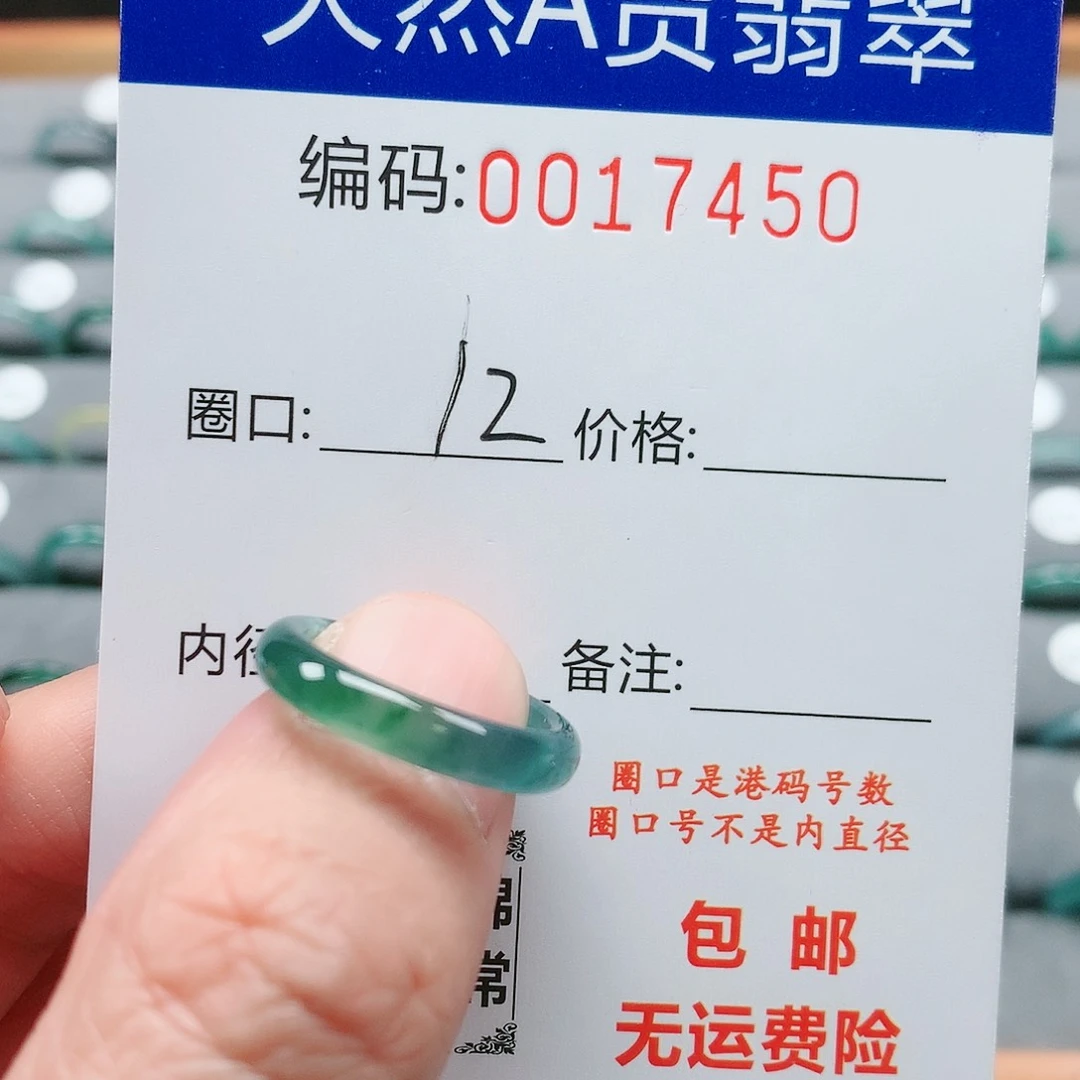 天然A货翡翠
编码:0017450
圈口: 12 价格:
内径 备注:
圈口是港码号数
圈口号不是内直径
包邮
无运费险